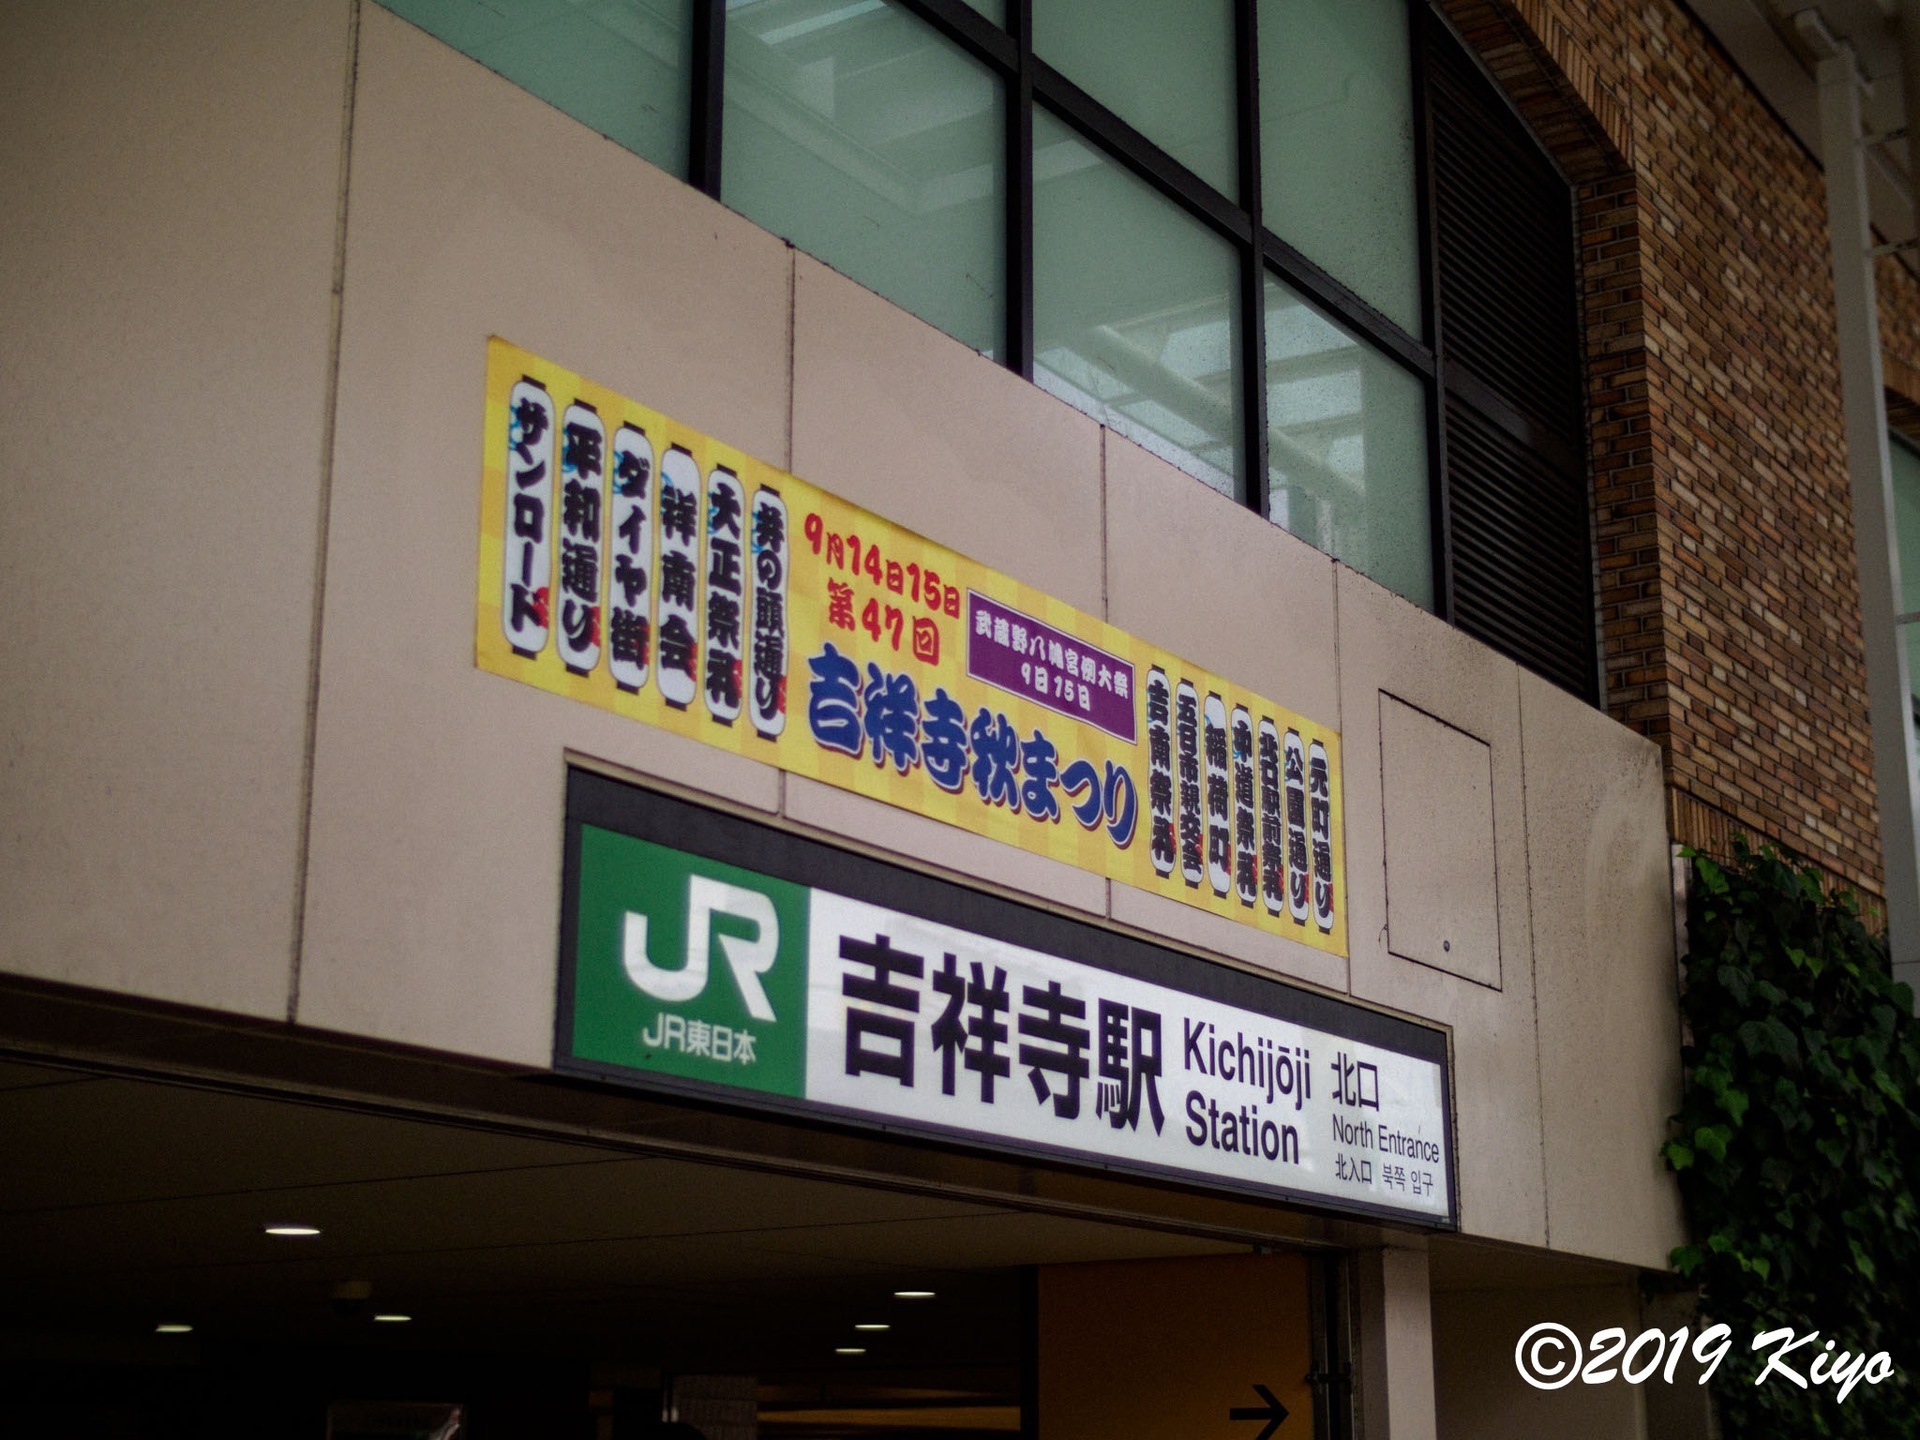 サンロード
平和通り
ダイヤ街
祥南会
大正祭礼
井の頭通り
9月14日15日
第47回
武蔵野八幡宮例大祭
9日15日
吉祥寺秋まつり
吉南祭礼
五日市親交会
稲荷町
中道祭礼
北口駅前祭礼
公園通り
元町通り
JR
JR東日本
吉祥寺駅
Kichijōji
Station
北口
North Entrance
北入口 북쪽 입구
→
©2019 Kiyo